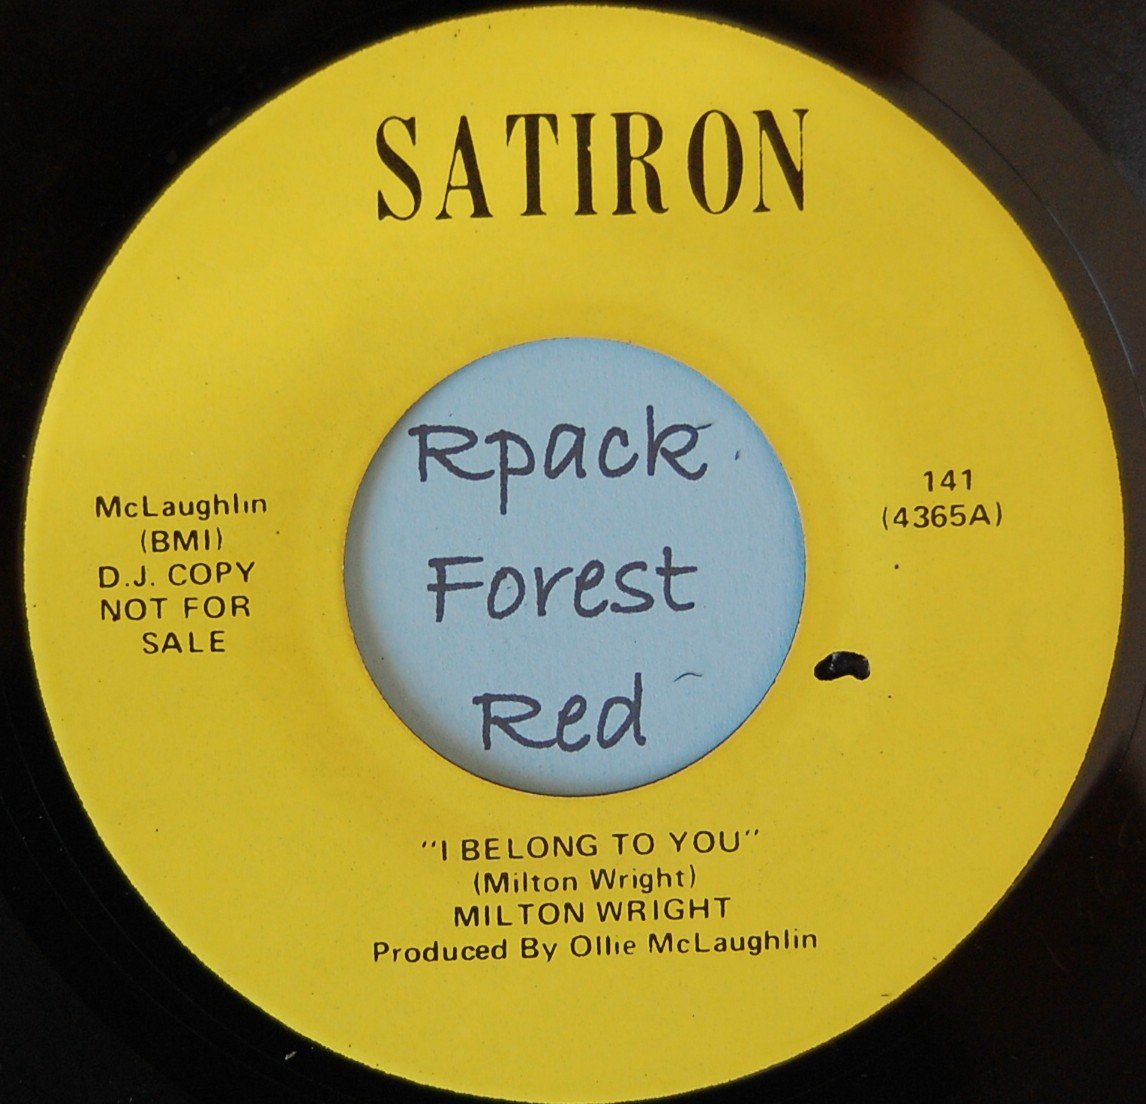 SATIRON
McLaughlin
(BMI)
D.J. COPY
NOT FOR
SALE
Rpack
Forest
Red
141
(4365A)
"I BELONG TO YOU"
(Milton Wright)
MILTON WRIGHT
Produced By Ollie McLaughlin